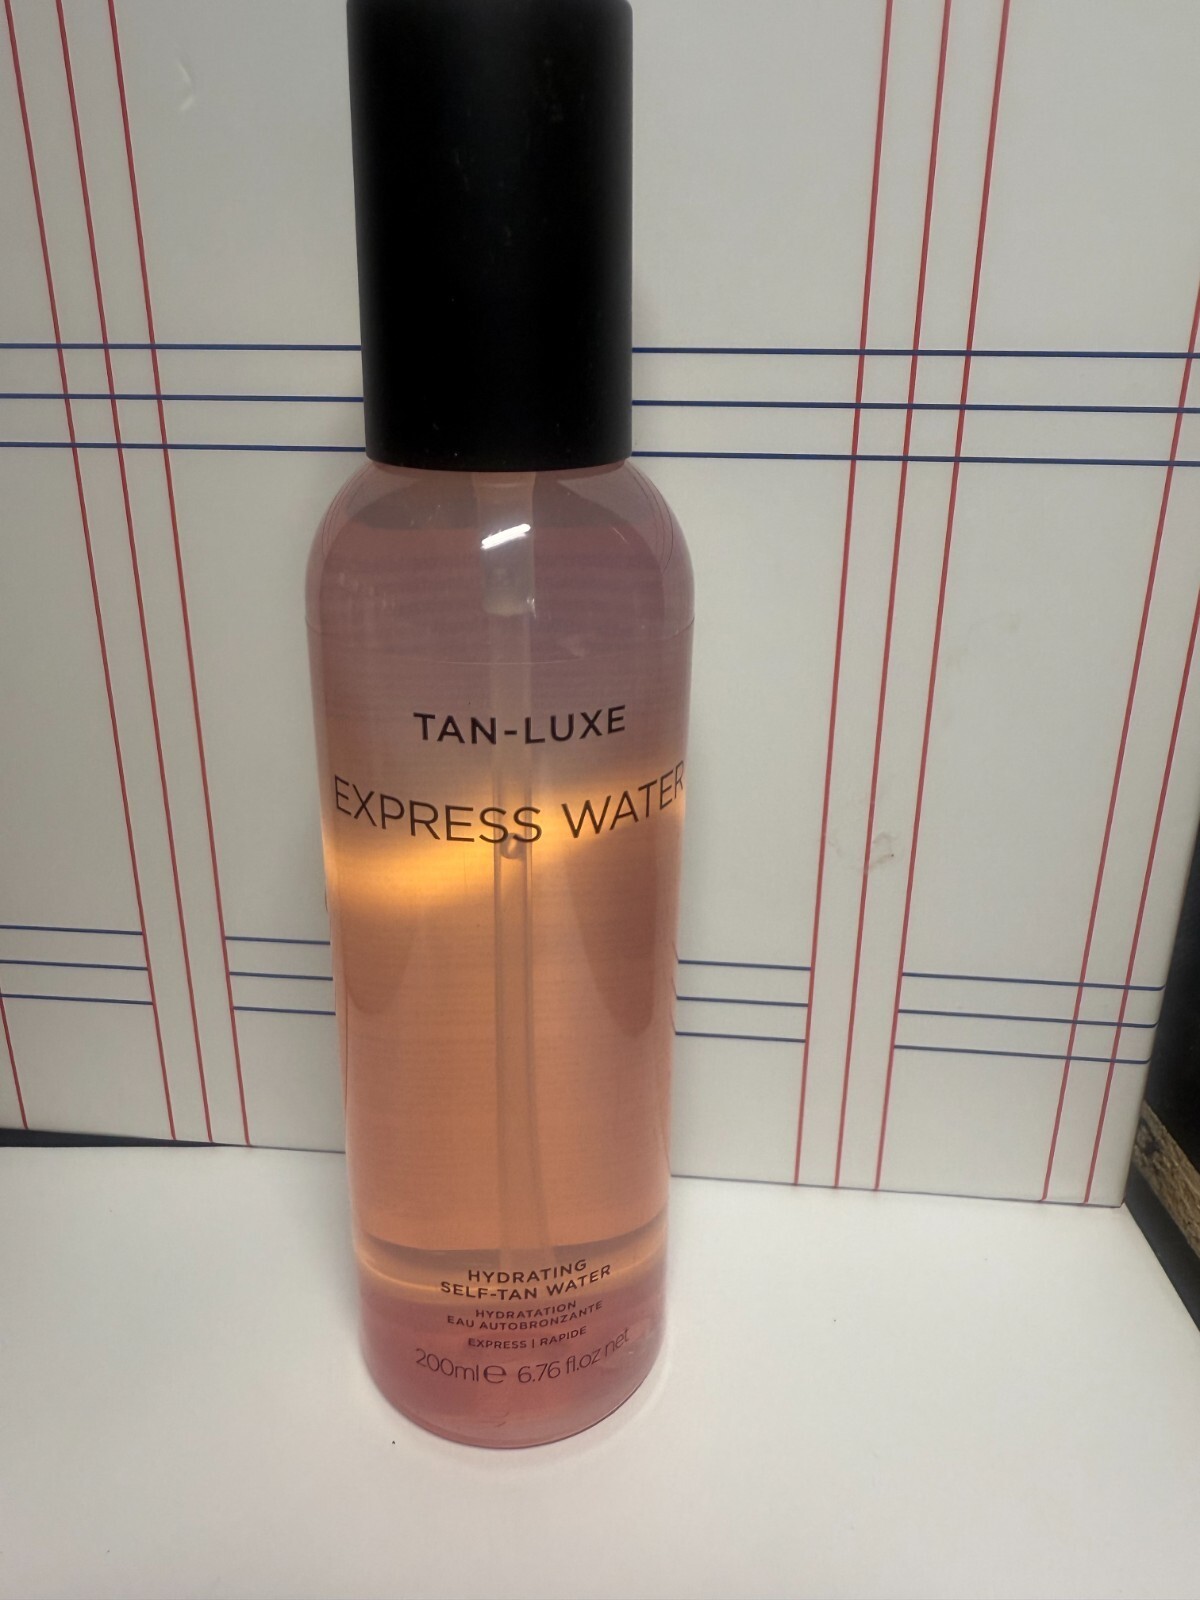 TAN-LUXE
EXPRESS WATER
HYDRATING
SELF-TAN WATER
HYDRATATION
EAU AUTOBRONZANTE
EXPRESS | RAPIDE
200ml℮ 6.76 fl.oz net